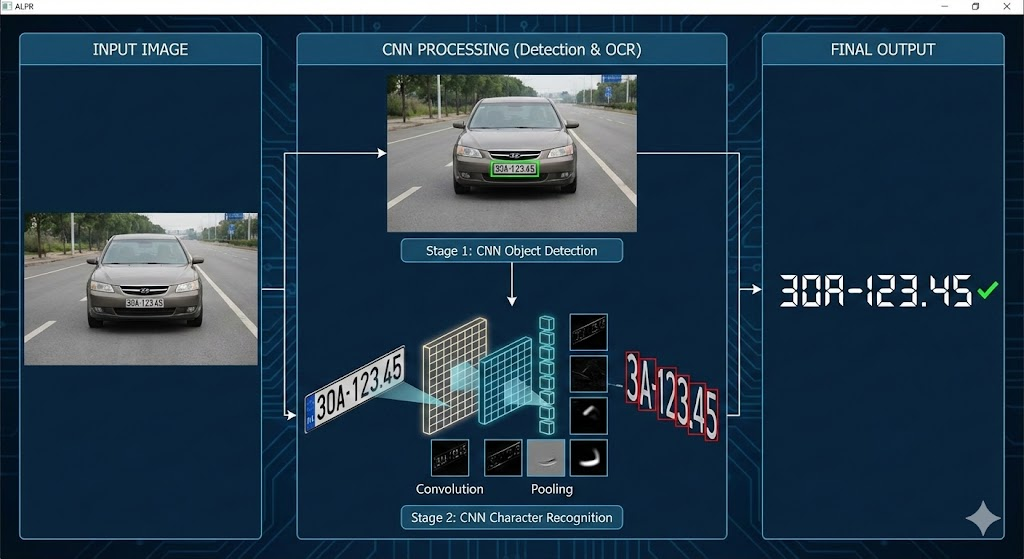 ALPR
INPUT IMAGE
30A-123 AS
CNN PROCESSING (Detection & OCR)
30A-123.45
Stage 1: CNN Object Detection
30A-123.45
3A-123.45
Convolution
Pooling
Stage 2: CNN Character Recognition
FINAL OUTPUT
30A-123.45